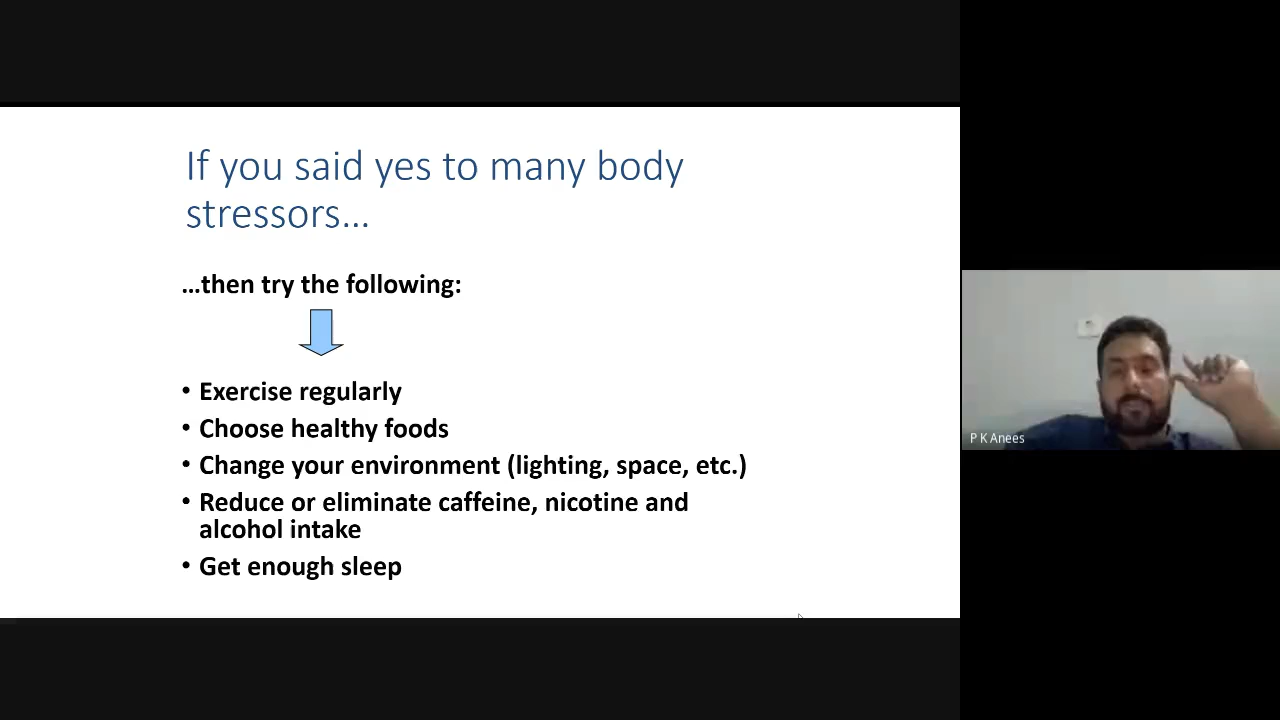 If you said yes to many body
stressors...
...then try the following:
• Exercise regularly
• Choose healthy foods
• Change your environment (lighting, space, etc.)
• Reduce or eliminate caffeine, nicotine and
alcohol intake
• Get enough sleep
P K Anees